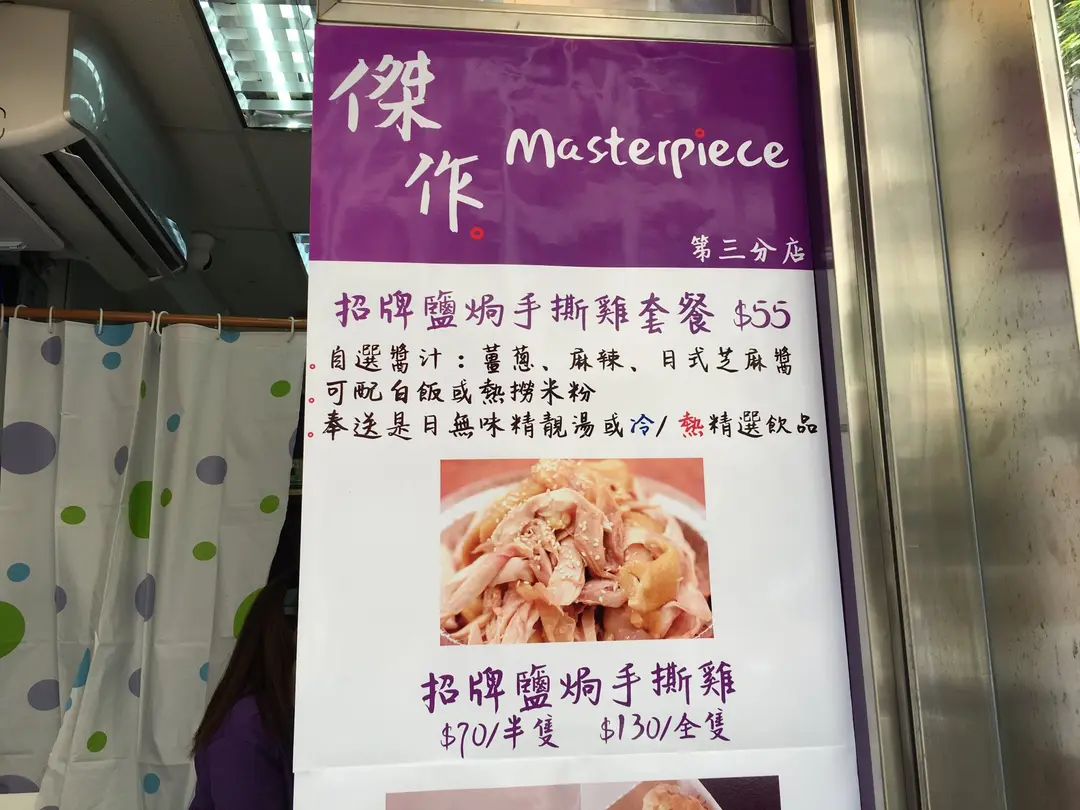 傑作。
Masterpiece
第三分店
招牌鹽焗手撕雞套餐 $55
。自選醬汁：薑蔥、麻辣、日式芝麻醬
。可配白飯或熱撈米粉
。奉送是日無味精靚湯或冷/熱精選飲品
招牌鹽焗手撕雞
$70/半隻 $130/全隻